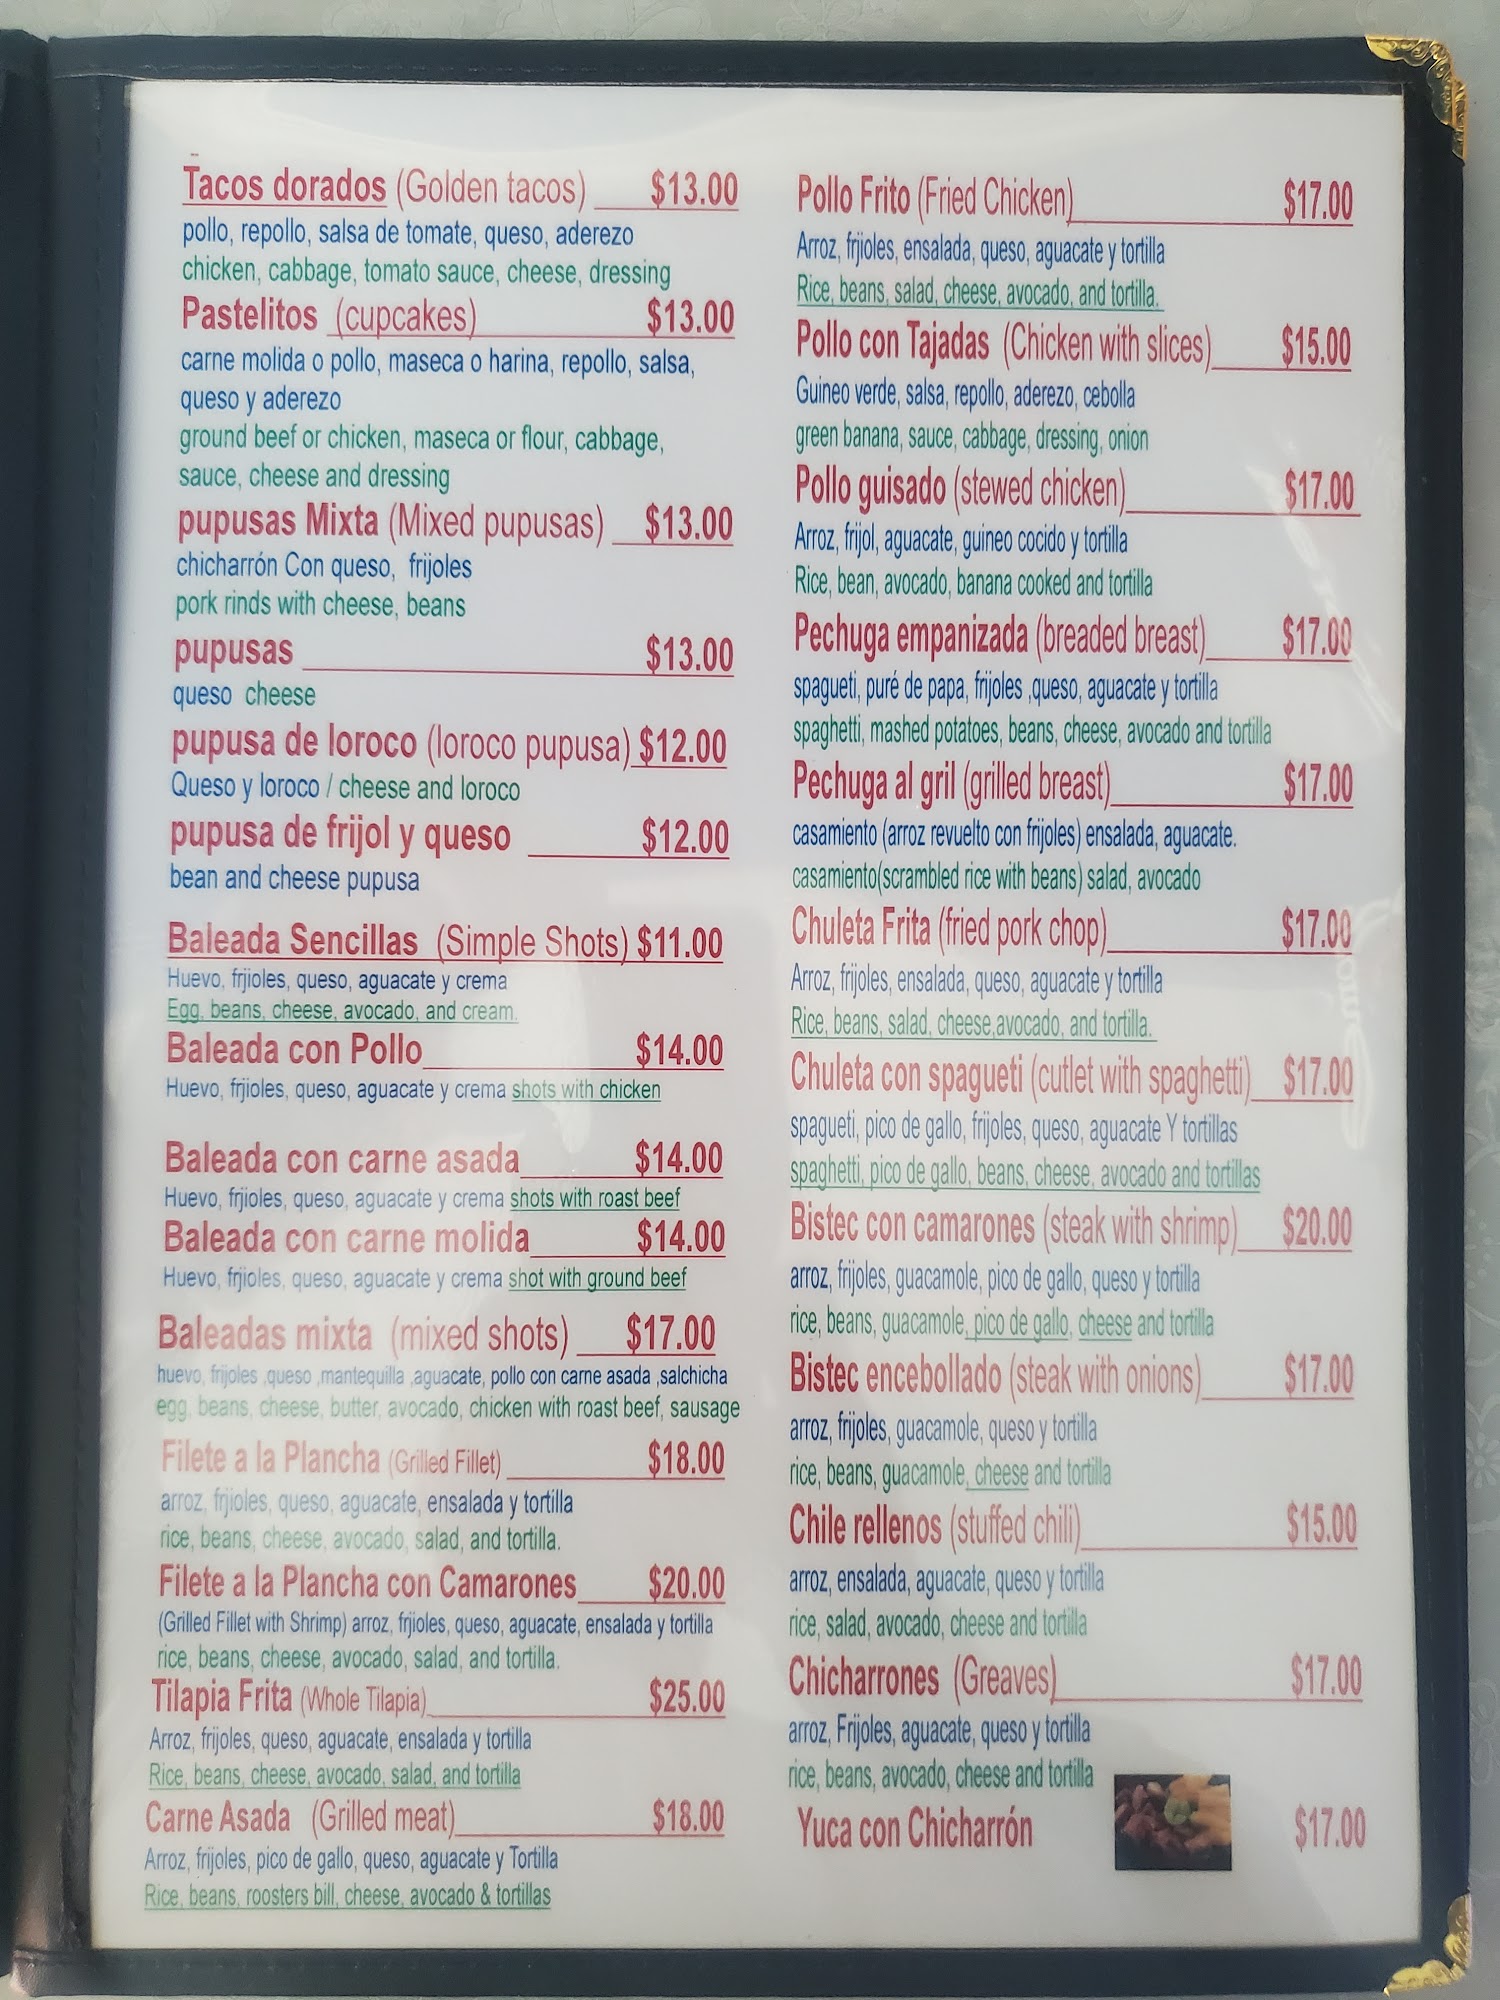 Tacos dorados (Golden tacos) $13.00
pollo, repollo, salsa de tomate, queso, aderezo
chicken, cabbage, tomato sauce, cheese, dressing
Pastelitos (cupcakes) $13.00
carne molida o pollo, maseca o harina, repollo, salsa,
queso y aderezo
ground beef or chicken, maseca or flour, cabbage,
sauce, cheese and dressing
pupusas Mixta (Mixed pupusas) $13.00
chicharrón Con queso, frijoles
pork rinds with cheese, beans
pupusas $13.00
queso cheese
pupusa de loroco (loroco pupusa) $12.00
Queso y loroco / cheese and loroco
pupusa de frijol y queso $12.00
bean and cheese pupusa
Baleada Sencillas (Simple Shots) $11.00
Huevo, frjioles, queso, aguacate y crema
Egg, beans, cheese, avocado, and cream.
Baleada con Pollo $14.00
Huevo, frjioles, queso, aguacate y crema shots with chicken
Baleada con carne asada $14.00
Huevo, frjioles, queso, aguacate y crema shots with roast beef
Baleada con carne molida $14.00
Huevo, frjioles, queso, aguacate y crema shot with ground beef
Baleadas mixta (mixed shots) $17.00
huevo, frijoles ,queso ,mantequilla ,aguacate, pollo con carne asada ,salchicha
egg, beans, cheese, butter, avocado, chicken with roast beef, sausage
Filete a la Plancha (Grilled Fillet) $18.00
arroz, frjioles, queso, aguacate, ensalada y tortilla
rice, beans, cheese, avocado, salad, and tortilla.
Filete a la Plancha con Camarones $20.00
(Grilled Fillet with Shrimp) arroz, frjioles, queso, aguacate, ensalada y tortilla
rice, beans, cheese, avocado, salad, and tortilla.
Tilapia Frita (Whole Tilapia) $25.00
Arroz, frijoles, queso, aguacate, ensalada y tortilla
Rice, beans, cheese, avocado, salad, and tortilla
Carne Asada (Grilled meat) $18.00
Arroz, frijoles, pico de gallo, queso, aguacate y Tortilla
Rice, beans, roosters bill, cheese, avocado & tortillas
Pollo Frito (Fried Chicken) $17.00
Arroz, frjioles, ensalada, queso, aguacate y tortilla
Rice, beans, salad, cheese, avocado, and tortilla.
Pollo con Tajadas (Chicken with slices) $15.00
Guineo verde, salsa, repollo, aderezo, cebolla
green banana, sauce, cabbage, dressing, onion
Pollo guisado (stewed chicken) $17.00
Arroz, frijol, aguacate, guineo cocido y tortilla
Rice, bean, avocado, banana cooked and tortilla
Pechuga empanizada (breaded breast) $17.00
spagueti, puré de papa, frijoles ,queso, aguacate y tortilla
spaghetti, mashed potatoes, beans, cheese, avocado and tortilla
Pechuga al gril (grilled breast) $17.00
casamiento (arroz revuelto con frijoles) ensalada, aguacate.
casamiento(scrambled rice with beans) salad, avocado
Chuleta Frita (fried pork chop) $17.00
Arroz, frijoles, ensalada, queso, aguacate y tortilla
Rice, beans, salad, cheese,avocado, and tortilla.
Chuleta con spagueti (cutlet with spaghetti) $17.00
spagueti, pico de gallo, frijoles, queso, aguacate Y tortillas
spaghetti, pico de gallo, beans, cheese, avocado and tortillas
Bistec con camarones (steak with shrimp) $20.00
arroz, frijoles, guacamole, pico de gallo, queso y tortilla
rice, beans, guacamole, pico de gallo, cheese and tortilla
Bistec encebollado (steak with onions) $17.00
arroz, frijoles, guacamole, queso y tortilla
rice, beans, guacamole, cheese and tortilla
Chile rellenos (stuffed chili) $15.00
arroz, ensalada, aguacate, queso y tortilla
rice, salad, avocado, cheese and tortilla
Chicharrones (Greaves) $17.00
arroz, Frijoles, aguacate, queso y tortilla
rice, beans, avocado, cheese and tortilla
Yuca con Chicharrón $17.00